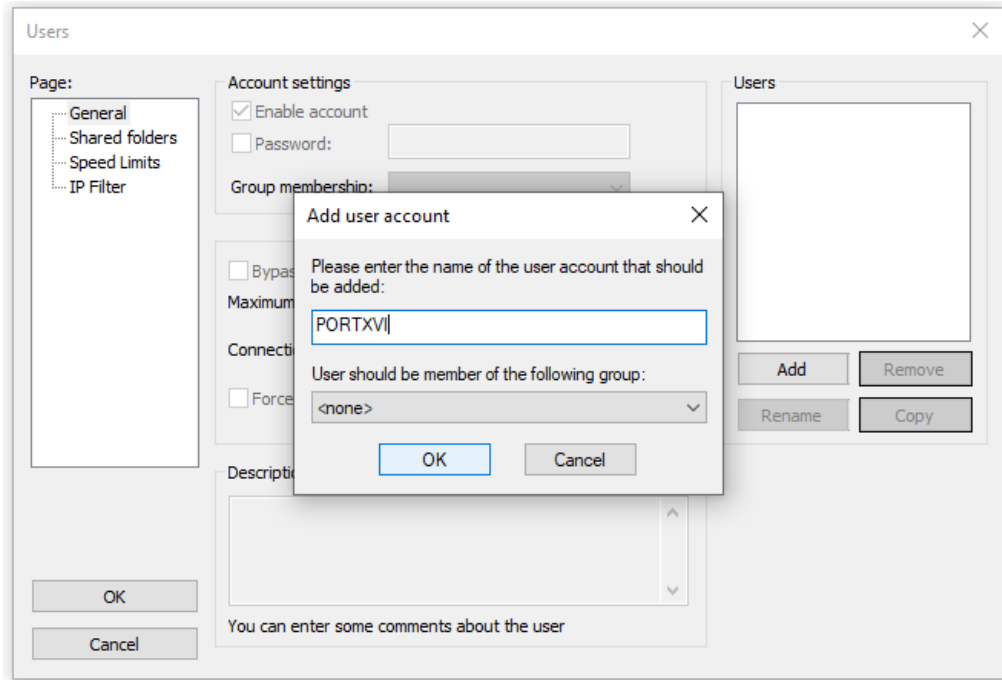 Users
Page:
General
Shared folders
Speed Limits
IP Filter
OK
Cancel
Account settings
Enable account
Password:
Group membership:
Bypas
Maximum
Connecti
Force
Descriptio
You can enter some comments about the user
Add user account
Please enter the name of the user account that should
be added:
PORTXVI
User should be member of the following group:
<none>
OK Cancel
Users
Add Remove
Rename Copy